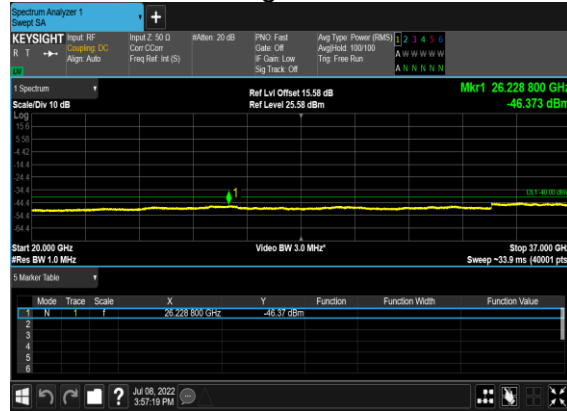 Spectrum Analyzer 1
Swept SA
+
KEYSIGHT Input: RF Input Z: 50 Ω #Atten: 20 dB PNO: Fast Avg Type: Power (RMS) 1 2 3 4 5 6
R T Coupling: DC Corr CCorr Gate: Off Avg|Hold: 100/100 A W W W W W
Align: Auto Freq Ref: Int (S) IF Gain: Low Trig: Free Run
Sig Track: Off A N N N N N
1 Spectrum Ref Lvl Offset 15.58 dB Mkr1 26.228 800 GHz
Scale/Div 10 dB Ref Level 25.58 dBm -46.373 dBm
Log
15.6
5.58
-4.42
-14.4
-24.4
-34.4 1 DL1 -40.00 dBm
-44.4
-54.4
-64.4
Start 20.000 GHz Video BW 3.0 MHz* Stop 37.000 GHz
#Res BW 1.0 MHz Sweep ~33.9 ms (40001 pts)
5 Marker Table
Mode Trace Scale X Y Function Function Width Function Value
1 N 1 f 26.228 800 GHz -46.37 dBm
2
3
4
5
6
? Jul 08, 2022
3:57:19 PM